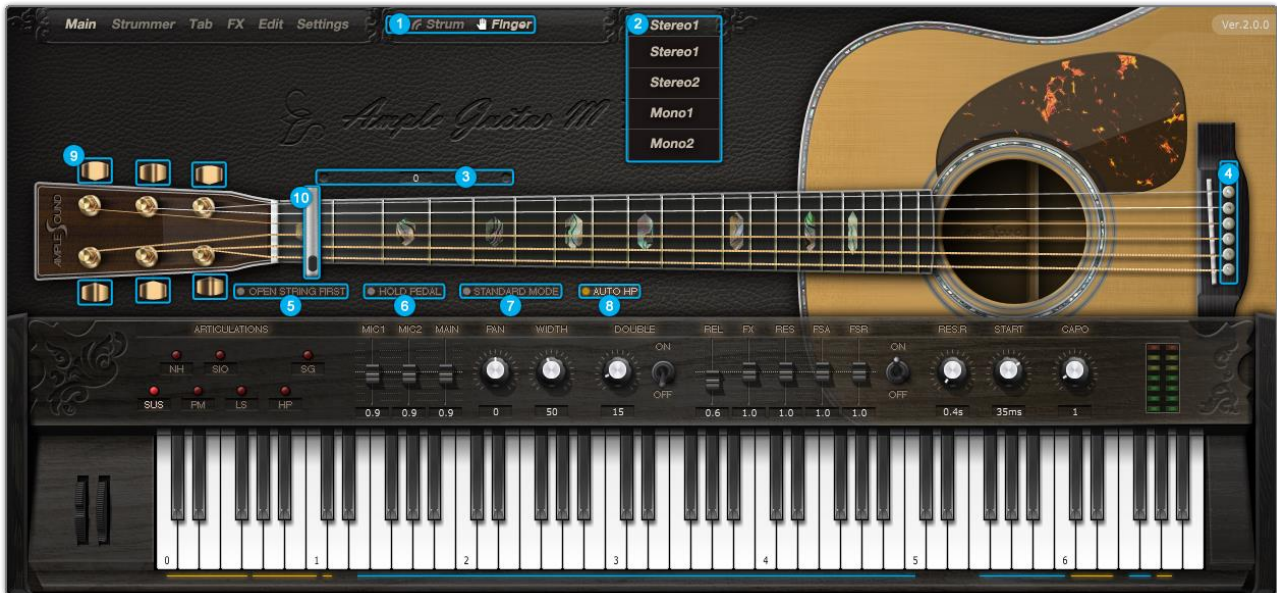 Main Strummer Tab FX Edit Settings
1 Strum Finger
2 Stereo1
Ver.2.0.0
Stereo1
Stereo2
Mono1
Mono2
Ample Guitar III
9
3
0
4
10
AMPLE SOUND
OPEN STRING FIRST
HOLD PEDAL
STANDARD MODE
AUTO HP
5
6
7
8
ARTICULATIONS
MIC1 MIC2 MAIN PAN WIDTH DOUBLE
REL FX RES FSA FSR
RES.R START CAPO
ON
ON
NH SIO SG
OFF
OFF
SUS PM LS HP
0.9 0.9 0.9 0 50 15
0.6 1.0 1.0 1.0 1.0
0.4s 35ms 1
0 1 2 3 4 5 6